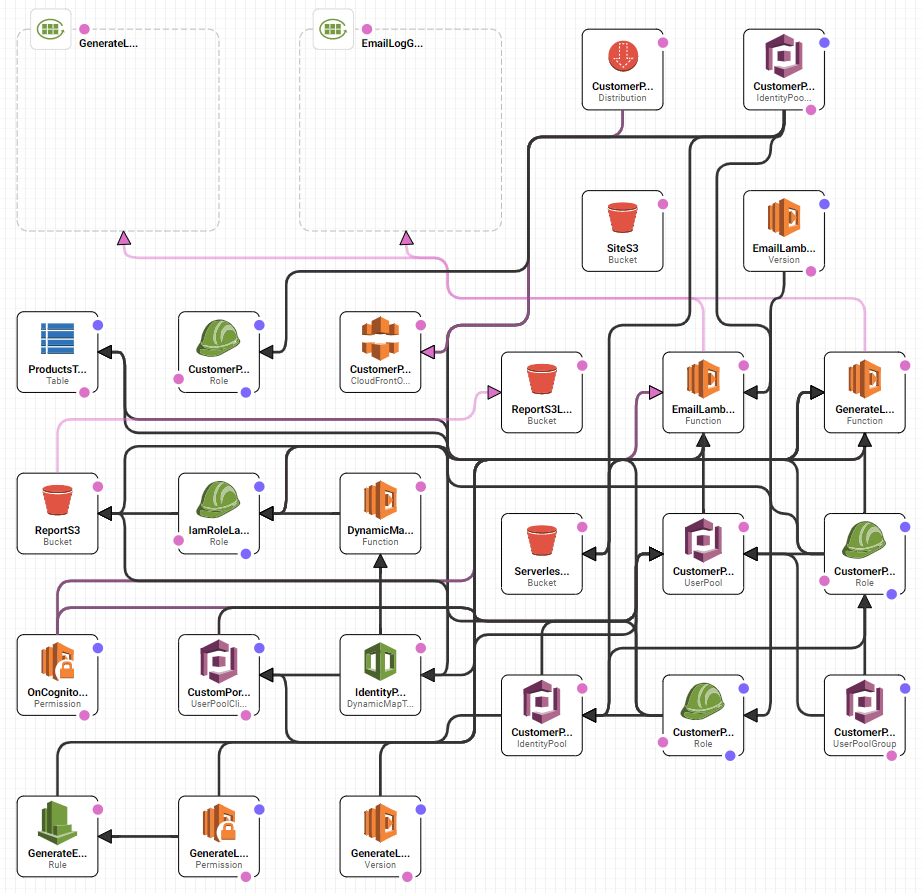 GenerateL...
EmailLogG...
CustomerP...
Distribution
CustomerP...
IdentityPoo...
SiteS3
Bucket
EmailLamb...
Version
ProductsT...
Table
CustomerP...
Role
CustomerP...
CloudFrontO...
ReportS3L...
Bucket
EmailLamb...
Function
GenerateL...
Function
ReportS3
Bucket
IamRoleLa...
Role
DynamicMa...
Function
Serverles...
Bucket
CustomerP...
UserPool
CustomerP...
Role
OnCognito...
Permission
CustomPor...
UserPoolCli...
IdentityP...
DynamicMapT...
CustomerP...
IdentityPool
CustomerP...
Role
CustomerP...
UserPoolGroup
GenerateE...
Rule
GenerateL...
Permission
GenerateL...
Version